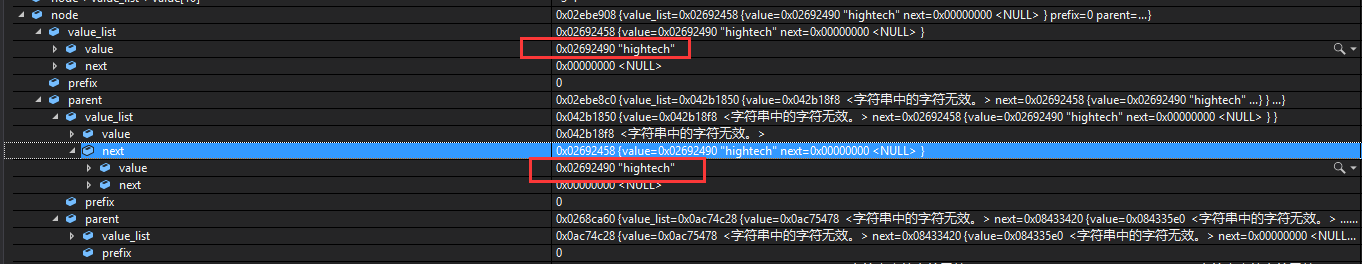 node 0x02ebe908 {value_list=0x02692458 {value=0x02692490 "hightech" next=0x00000000 <NULL> } prefix=0 parent=...}
value_list 0x02692458 {value=0x02692490 "hightech" next=0x00000000 <NULL> }
value 0x02692490 "hightech"
next 0x00000000 <NULL>
prefix 0
parent 0x02ebe8c0 {value_list=0x042b1850 {value=0x042b18f8 <字符串中的字符无效。> next=0x02692458 {value=0x02692490 "hightech" ...} } ...}
value_list 0x042b1850 {value=0x042b18f8 <字符串中的字符无效。> next=0x02692458 {value=0x02692490 "hightech" next=0x00000000 <NULL> } }
value 0x042b18f8 <字符串中的字符无效。>
next 0x02692458 {value=0x02692490 "hightech" next=0x00000000 <NULL> }
value 0x02692490 "hightech"
next 0x00000000 <NULL>
prefix 0
parent 0x0268ca60 {value_list=0x0ac74c28 {value=0x0ac75478 <字符串中的字符无效。> next=0x08433420 {value=0x084335e0 <字符串中的字符无效。> ......
value_list 0x0ac74c28 {value=0x0ac75478 <字符串中的字符无效。> next=0x08433420 {value=0x084335e0 <字符串中的字符无效。> next=0x00000000 <NULL...
prefix 0